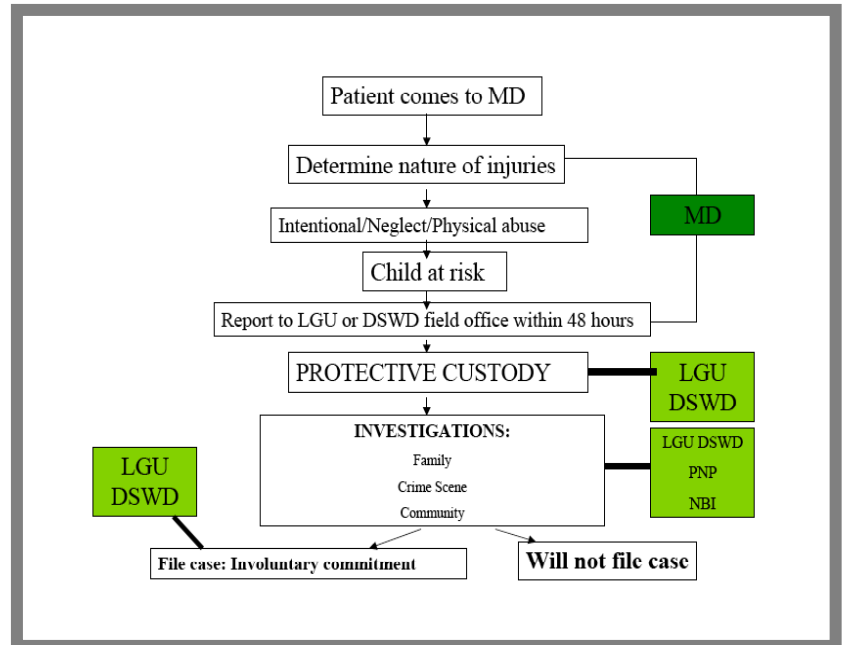 Patient comes to MD
Determine nature of injuries
MD
Intentional/Neglect/Physical abuse
Child at risk
Report to LGU or DSWD field office within 48 hours
PROTECTIVE CUSTODY
LGU
DSWD
INVESTIGATIONS:
Family
Crime Scene
Community
LGU DSWD
PNP
NBI
LGU
DSWD
File case: Involuntary commitment
Will not file case